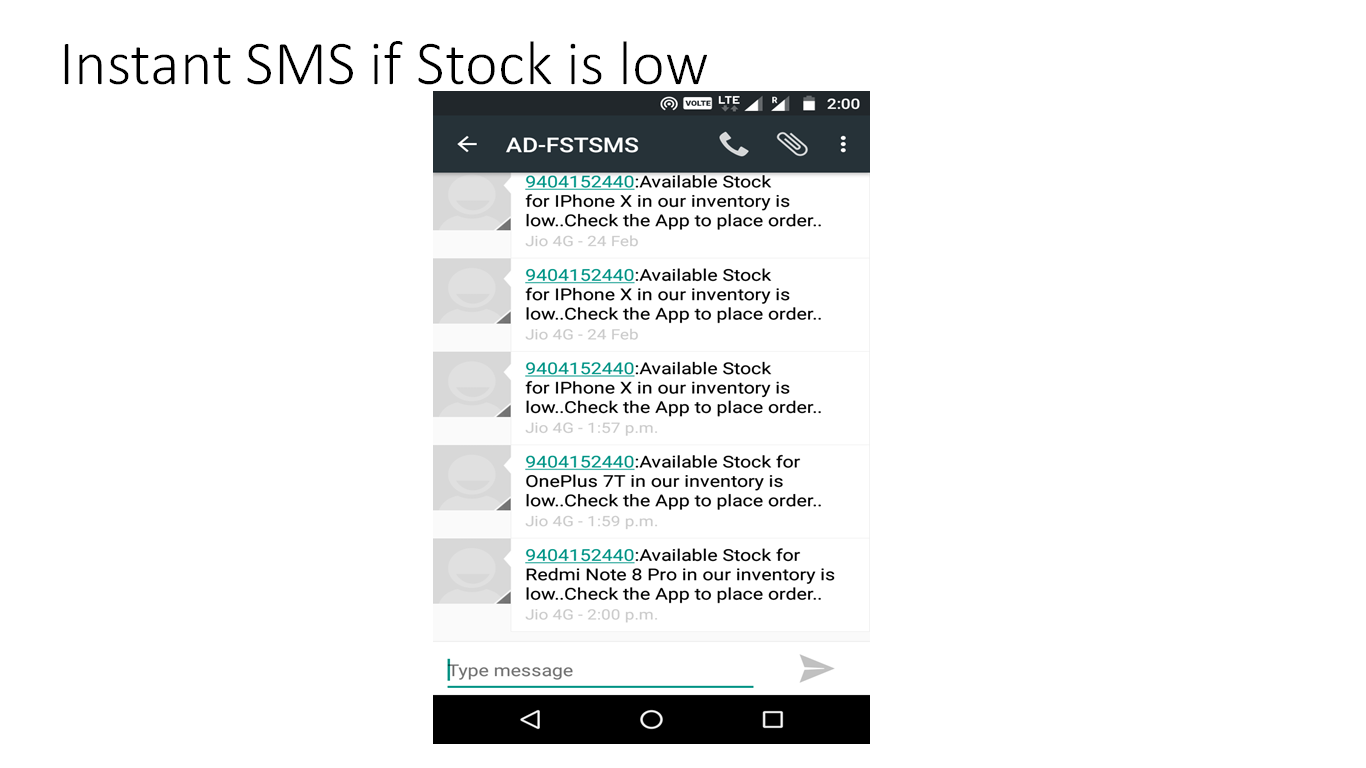 Instant SMS if Stock is low
VOLTE LTE R 2:00
AD-FSTSMS
9404152440:Available Stock
for IPhone X in our inventory is
low..Check the App to place order..
Jio 4G - 24 Feb
9404152440:Available Stock
for IPhone X in our inventory is
low..Check the App to place order..
Jio 4G - 24 Feb
9404152440:Available Stock
for IPhone X in our inventory is
low..Check the App to place order..
Jio 4G - 1:57 p.m.
9404152440:Available Stock for
OnePlus 7T in our inventory is
low..Check the App to place order..
Jio 4G - 1:59 p.m.
9404152440:Available Stock for
Redmi Note 8 Pro in our inventory is
low..Check the App to place order..
Jio 4G - 2:00 p.m.
Type message